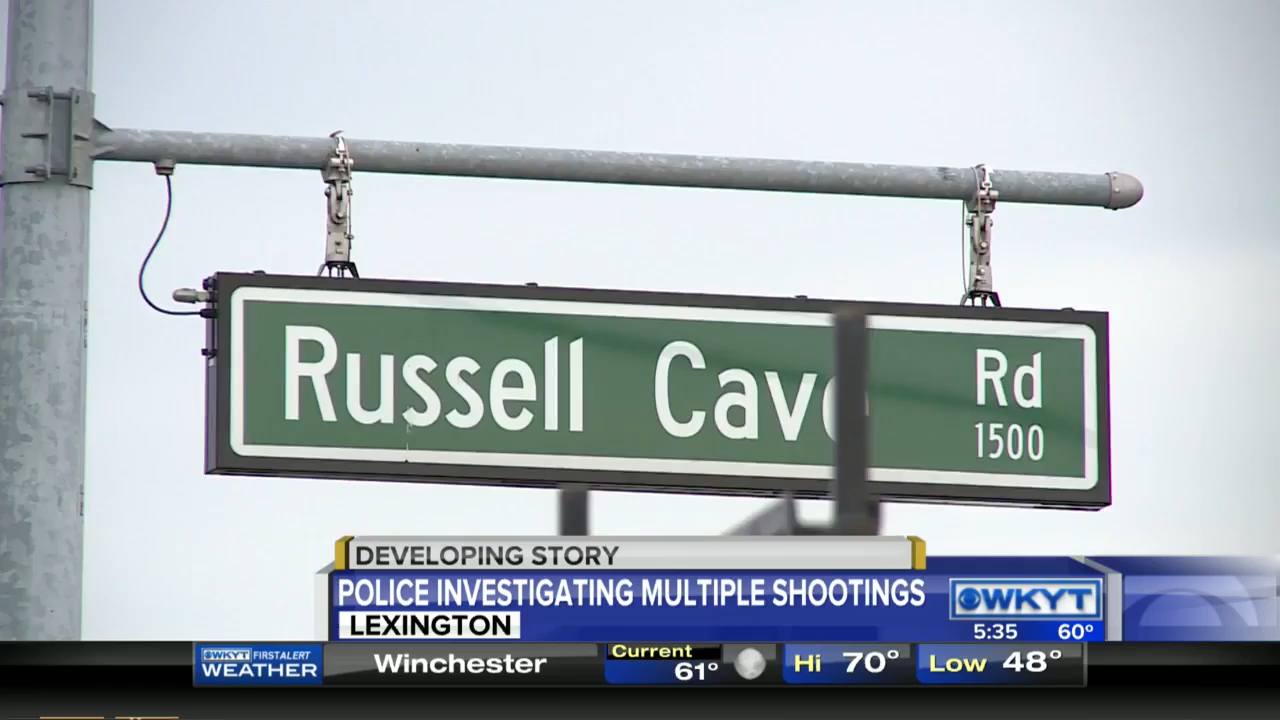 Russell Cave Rd
1500
DEVELOPING STORY
POLICE INVESTIGATING MULTIPLE SHOOTINGS
LEXINGTON
WKYT
5:35 60°
WKYT FIRSTALERT
WEATHER
Winchester
Current
61°
Hi 70°
Low 48°